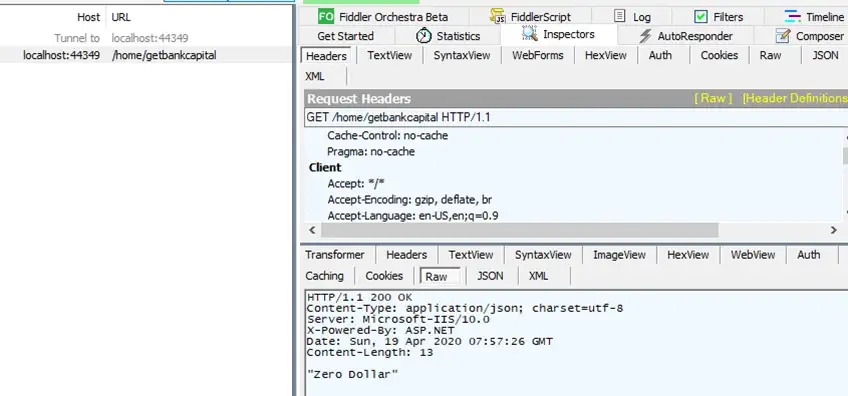 Host URL
Tunnel to localhost:44349
localhost:44349 /home/getbankcapital
FO Fiddler Orchestra Beta FiddlerScript Log Filters Timeline
Get Started Statistics Inspectors AutoResponder Composer
Headers TextView SyntaxView WebForms HexView Auth Cookies Raw JSON
XML
Request Headers [ Raw ] [Header Definitions
GET /home/getbankcapital HTTP/1.1
Cache-Control: no-cache
Pragma: no-cache
Client
Accept: */*
Accept-Encoding: gzip, deflate, br
Accept-Language: en-US,en;q=0.9
Transformer Headers TextView SyntaxView ImageView HexView WebView Auth
Caching Cookies Raw JSON XML
HTTP/1.1 200 OK
Content-Type: application/json; charset=utf-8
Server: Microsoft-IIS/10.0
X-Powered-By: ASP.NET
Date: Sun, 19 Apr 2020 07:57:26 GMT
Content-Length: 13
"Zero Dollar"